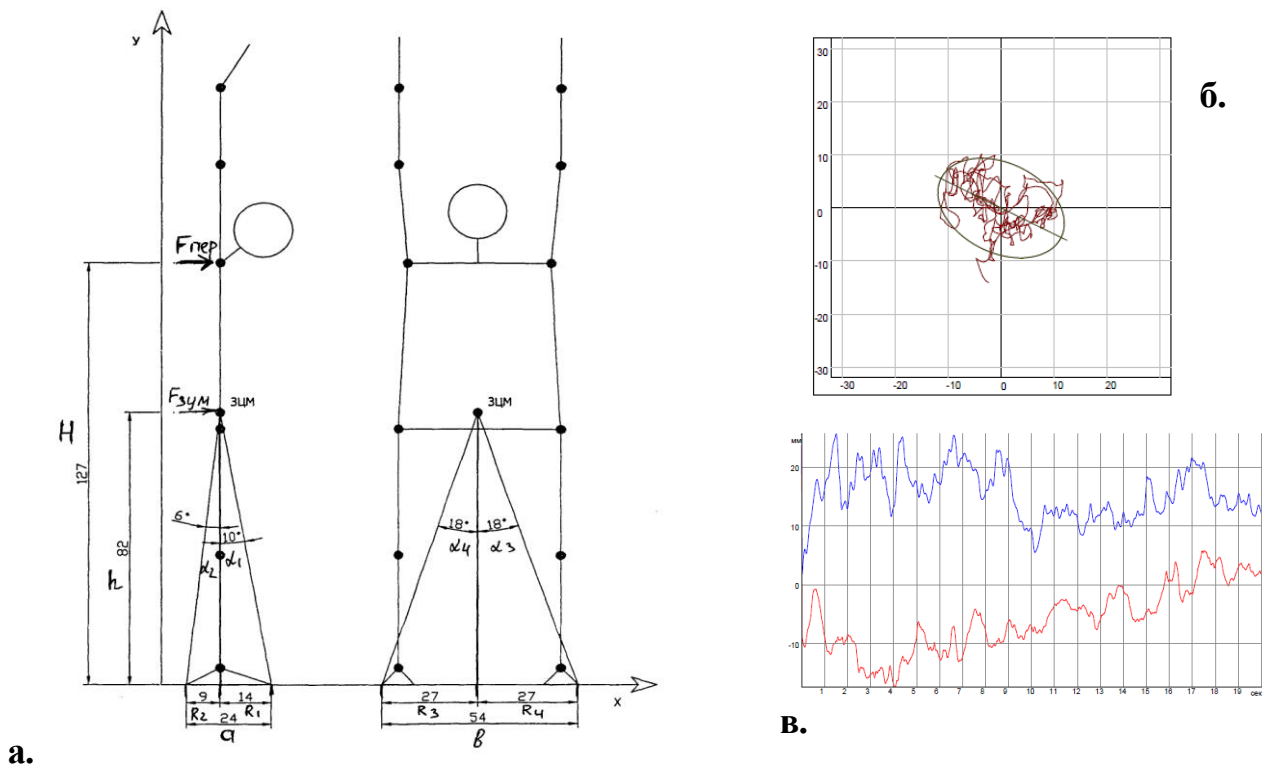 y
Fпер
Fзцм
зцм
H
127
h
82
6°
10°
α₂
α₁
18°
18°
α₄
α₃
9
14
R₂
R₁
24
а
27
27
R₃
R₄
54
в
x
а.
30
20
10
0
-10
-20
-30
-30
-20
-10
0
10
20
б.
мм
20
10
0
-10
1 2 3 4 5 6 7 8 9 10 11 12 13 14 15 16 17 18 19
сек
в.